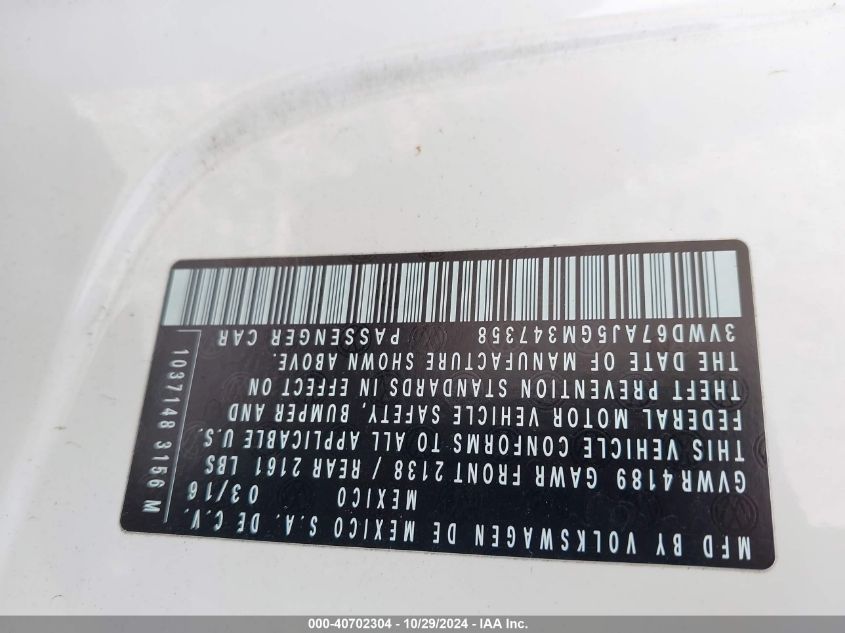 MFD BY VOLKSWAGEN DE MEXICO S.A. DE C.V.
MEXICO 03/16
GVWR 4189 GAWR FRONT 2138 / REAR 2161 LBS
THIS VEHICLE CONFORMS TO ALL APPLICABLE U.S.
FEDERAL MOTOR VEHICLE SAFETY, BUMPER AND
THEFT PREVENTION STANDARDS IN EFFECT ON
THE DATE OF MANUFACTURE SHOWN ABOVE.
3VWD67AJ5GM347358 PASSENGER CAR
1037148 3156 M
000-40702304 - 10/29/2024 - IAA Inc.